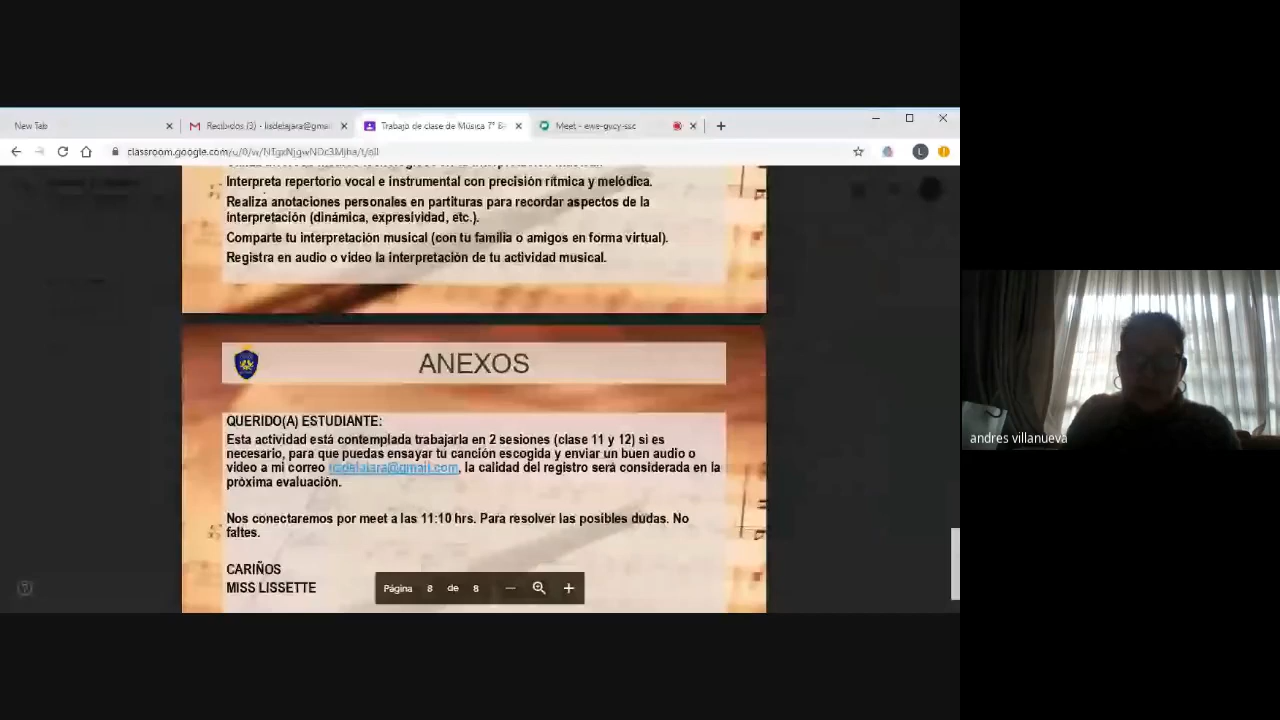 New Tab
Recibidos (3) - lisdelajara@gma
Trabajo de clase de Música 7° B
Meet -
Interpreta repertorio vocal e instrumental con precisión rítmica y melódica.
Realiza anotaciones personales en partituras para recordar aspectos de la
interpretación (dinámica, expresividad, etc.).
Comparte tu interpretación musical (con tu familia o amigos en forma virtual).
Registra en audio o video la interpretación de tu actividad musical.
ANEXOS
QUERIDO(A) ESTUDIANTE:
Esta actividad está contemplada trabajarla en 2 sesiones (clase 11 y 12) si es
necesario, para que puedas ensayar tu canción escogida y enviar un buen audio o
video a mi correo lisdelajara@gmail.com, la calidad del registro será considerada en la
próxima evaluación.
Nos conectaremos por meet a las 11:10 hrs. Para resolver las posibles dudas. No
faltes.
CARIÑOS
MISS LISSETTE
Página 8 de 8
L
andres villanueva